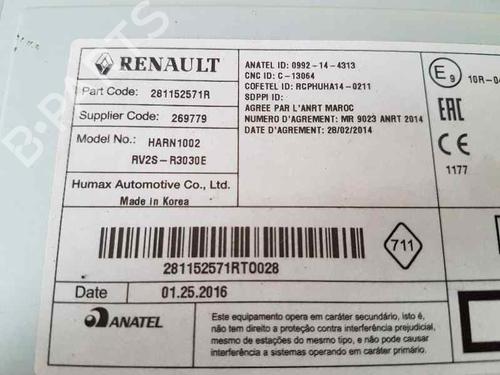 RENAULT
Part Code: 281152571R
Supplier Code: 269779
Model No.: HARN1002
RV2S-R3030E
Humax Automotive Co., Ltd.
Made in Korea
ANATEL ID: 0992-14-4313
CNC ID: C-13064
COFETEL ID: RCPHUHA14-0211
SDPPI ID:
AGREE PAR L'ANRT MAROC
NUMERO D'AGREMENT: MR 9023 ANRT 2014
DATE D'AGREMENT: 28/02/2014
E9
10R-04
EAC
CE
1177
281152571RT0028
711
Date 01.25.2016
ANATEL
Este equipamento opera em caráter secundário, isto é,
não tem direito a proteção contra interferência prejudicial,
mesmo de estações do mesmo tipo, e não pode causar
interferência a sistemas operando em caráter primário.
B-PARTS